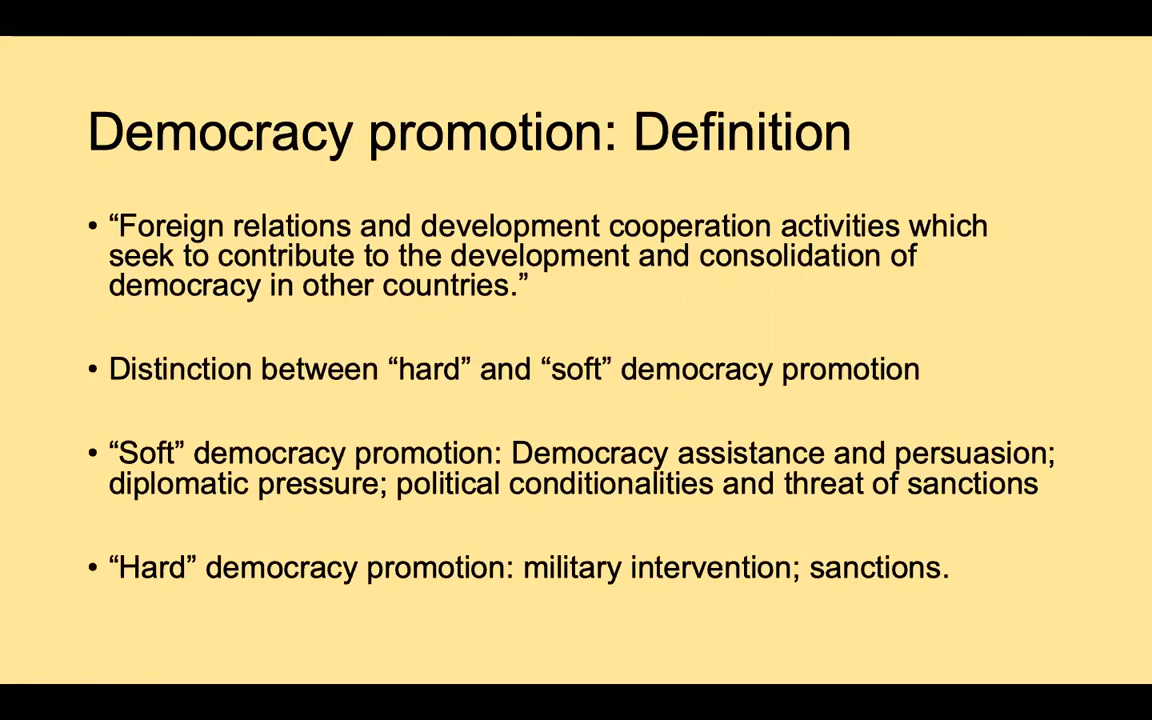 Democracy promotion: Definition
• “Foreign relations and development cooperation activities which
seek to contribute to the development and consolidation of
democracy in other countries.”
• Distinction between “hard” and “soft” democracy promotion
• “Soft” democracy promotion: Democracy assistance and persuasion;
diplomatic pressure; political conditionalities and threat of sanctions
• “Hard” democracy promotion: military intervention; sanctions.